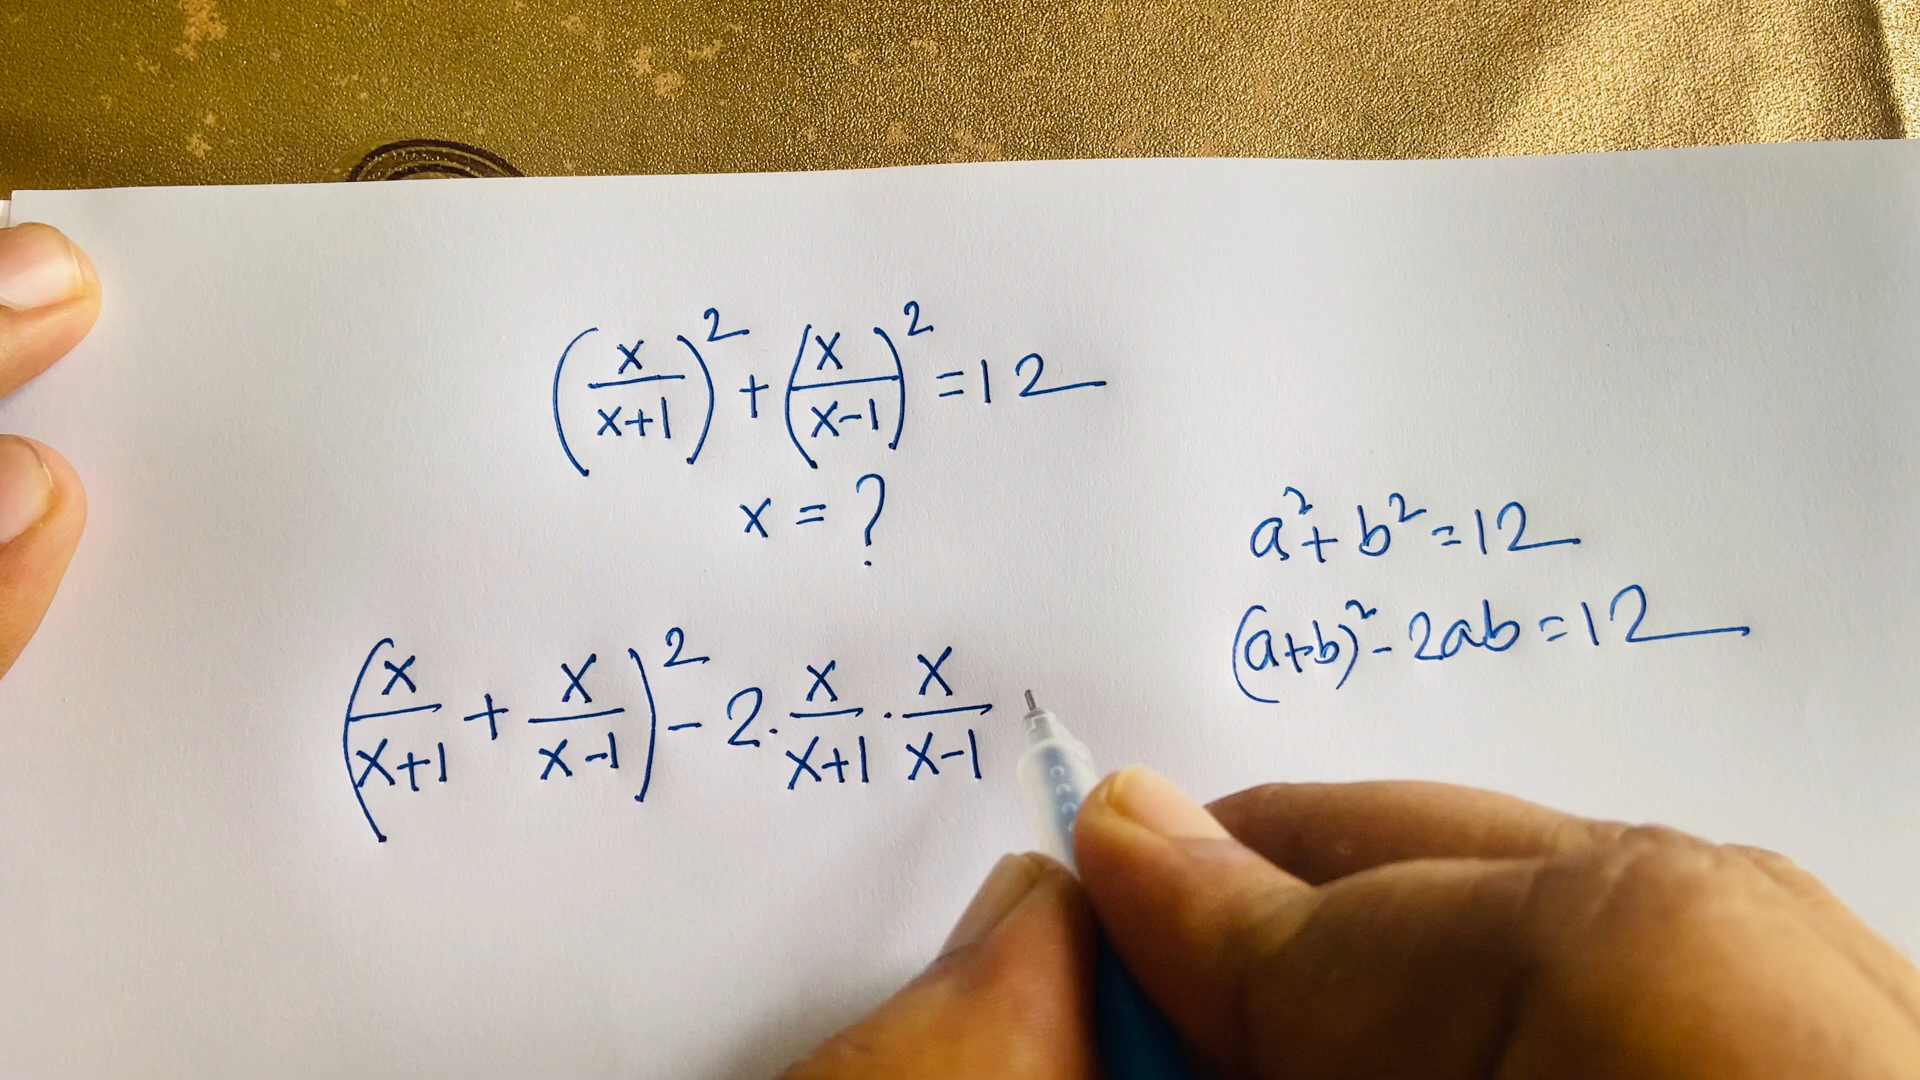 (x/(x+1))² + (x/(x-1))² = 12
x = ?
a² + b² = 12
(a+b)² - 2ab = 12
(x/(x+1) + x/(x-1))² - 2 · x/(x+1) · x/(x-1)